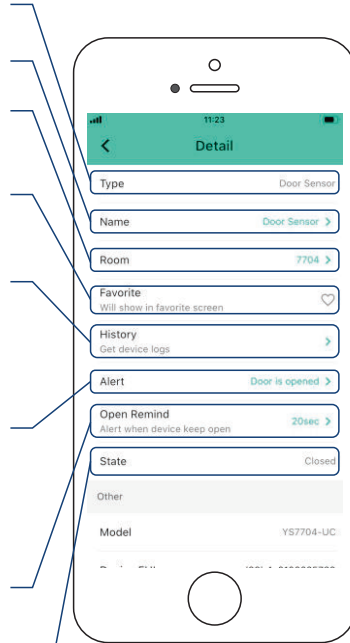 11:23
Detail
Type Door Sensor
Name Door Sensor >
Room 7704 >
Favorite
Will show in favorite screen
History
Get device logs
Alert Door is opened >
Open Remind
Alert when device keep open
20sec >
State Closed
Other
Model YS7704-UC